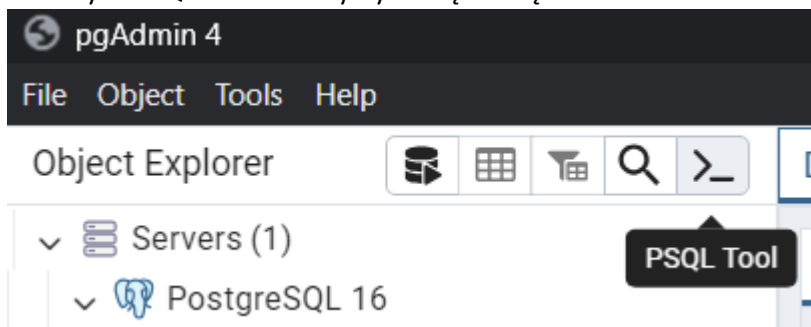 pgAdmin 4
File Object Tools Help
Object Explorer
Servers (1)
PSQL Tool
PostgreSQL 16